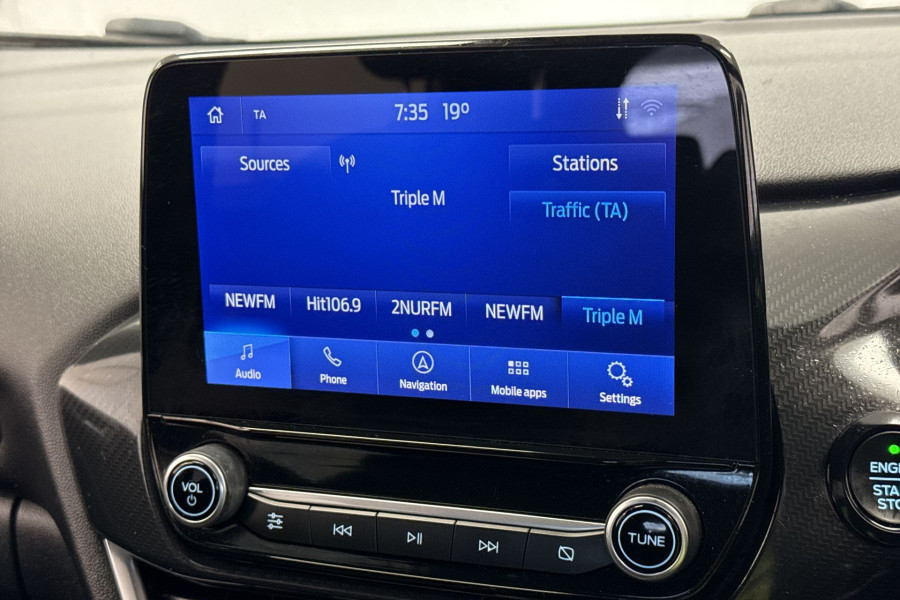 TA 7:35 19º
Sources Stations
Triple M
Traffic (TA)
NEWFM Hit106.9 2NURFM NEWFM Triple M
Audio Phone Navigation Mobile apps Settings
VOL
TUNE